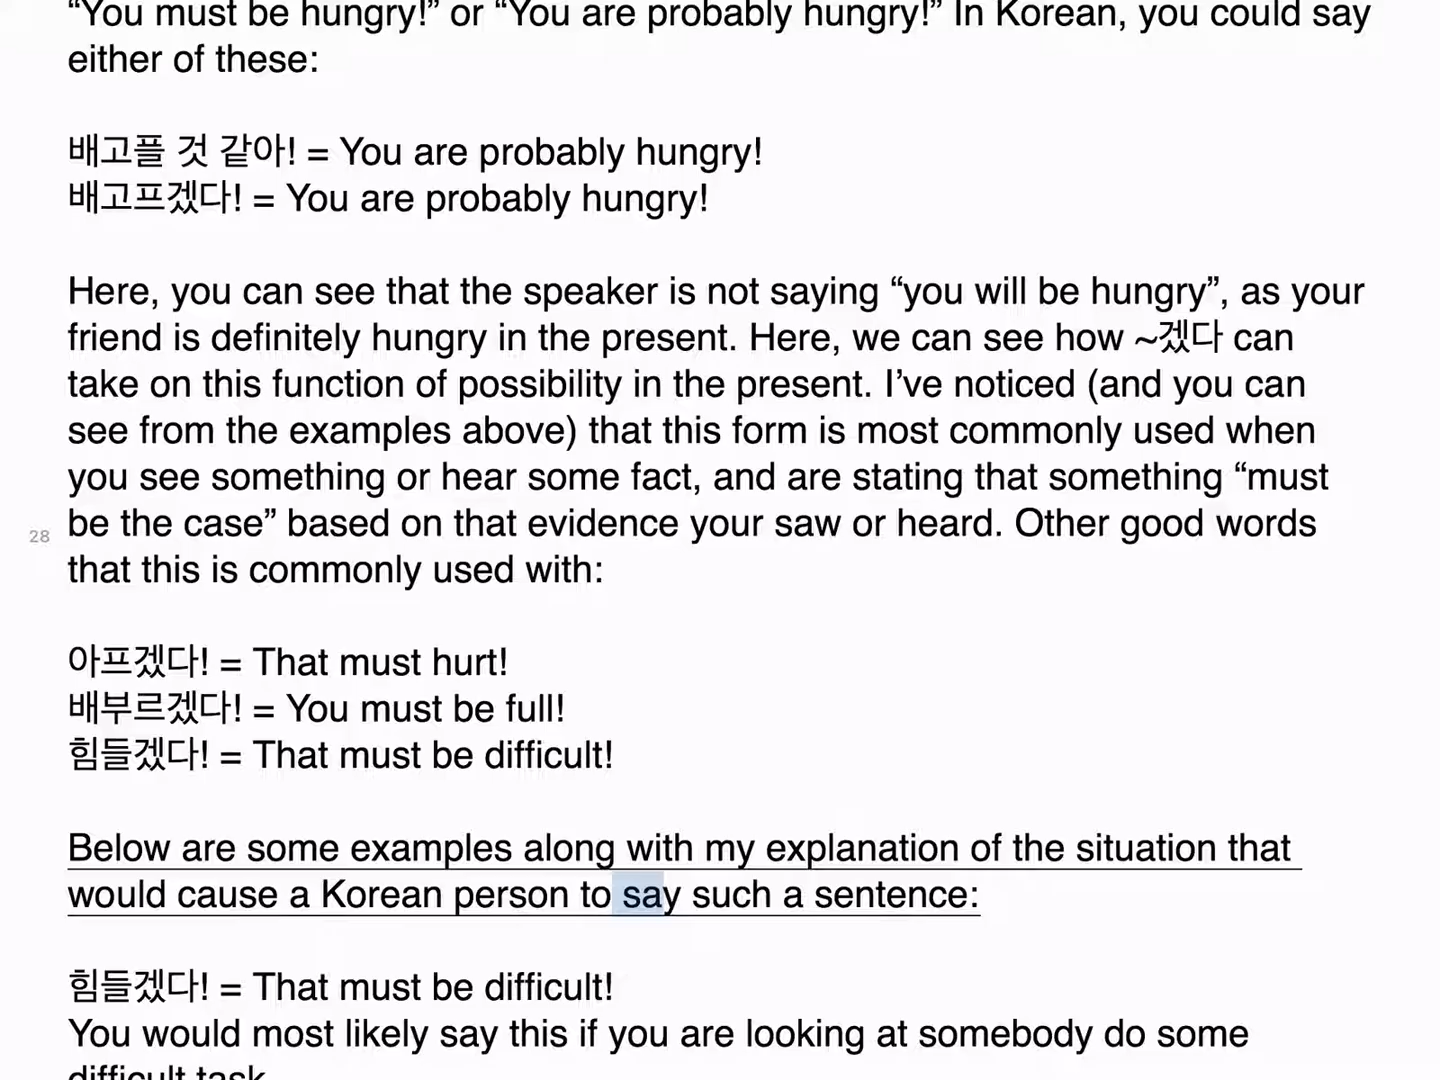 “You must be hungry!” or “You are probably hungry!” In Korean, you could say
either of these:
배고플 것 같아! = You are probably hungry!
배고프겠다! = You are probably hungry!
Here, you can see that the speaker is not saying “you will be hungry”, as your
friend is definitely hungry in the present. Here, we can see how ~겠다 can
take on this function of possibility in the present. I’ve noticed (and you can
see from the examples above) that this form is most commonly used when
you see something or hear some fact, and are stating that something “must
28 be the case” based on that evidence your saw or heard. Other good words
that this is commonly used with:
아프겠다! = That must hurt!
배부르겠다! = You must be full!
힘들겠다! = That must be difficult!
Below are some examples along with my explanation of the situation that
would cause a Korean person to say such a sentence:
힘들겠다! = That must be difficult!
You would most likely say this if you are looking at somebody do some
difficult task